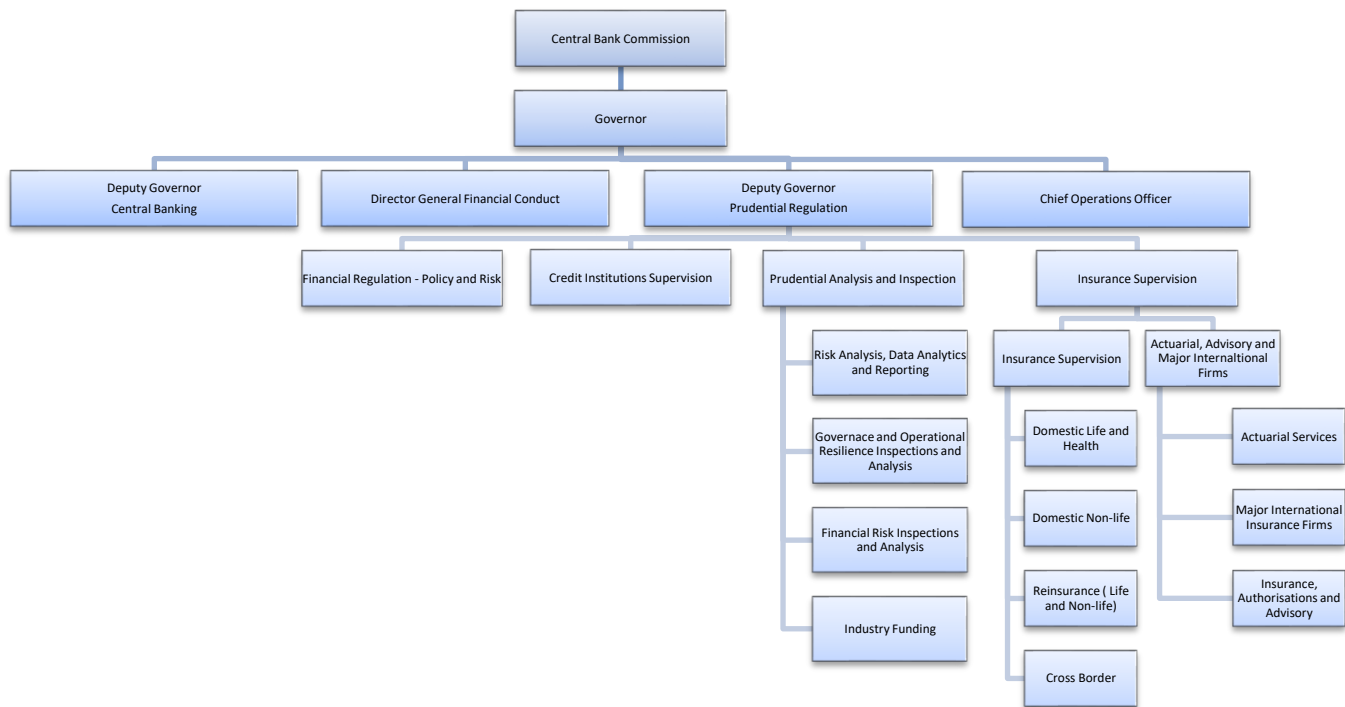 Central Bank Commission
Governor
Deputy Governor
Central Banking
Director General Financial Conduct
Deputy Governor
Prudential Regulation
Chief Operations Officer
Financial Regulation - Policy and Risk
Credit Institutions Supervision
Prudential Analysis and Inspection
Insurance Supervision
Risk Analysis, Data Analytics
and Reporting
Governace and Operational
Resilience Inspections and
Analysis
Financial Risk Inspections
and Analysis
Industry Funding
Insurance Supervision
Domestic Life and
Health
Domestic Non-life
Reinsurance ( Life
and Non-life)
Cross Border
Actuarial, Advisory and
Major Internaltional
Firms
Actuarial Services
Major International
Insurance Firms
Insurance,
Authorisations and
Advisory